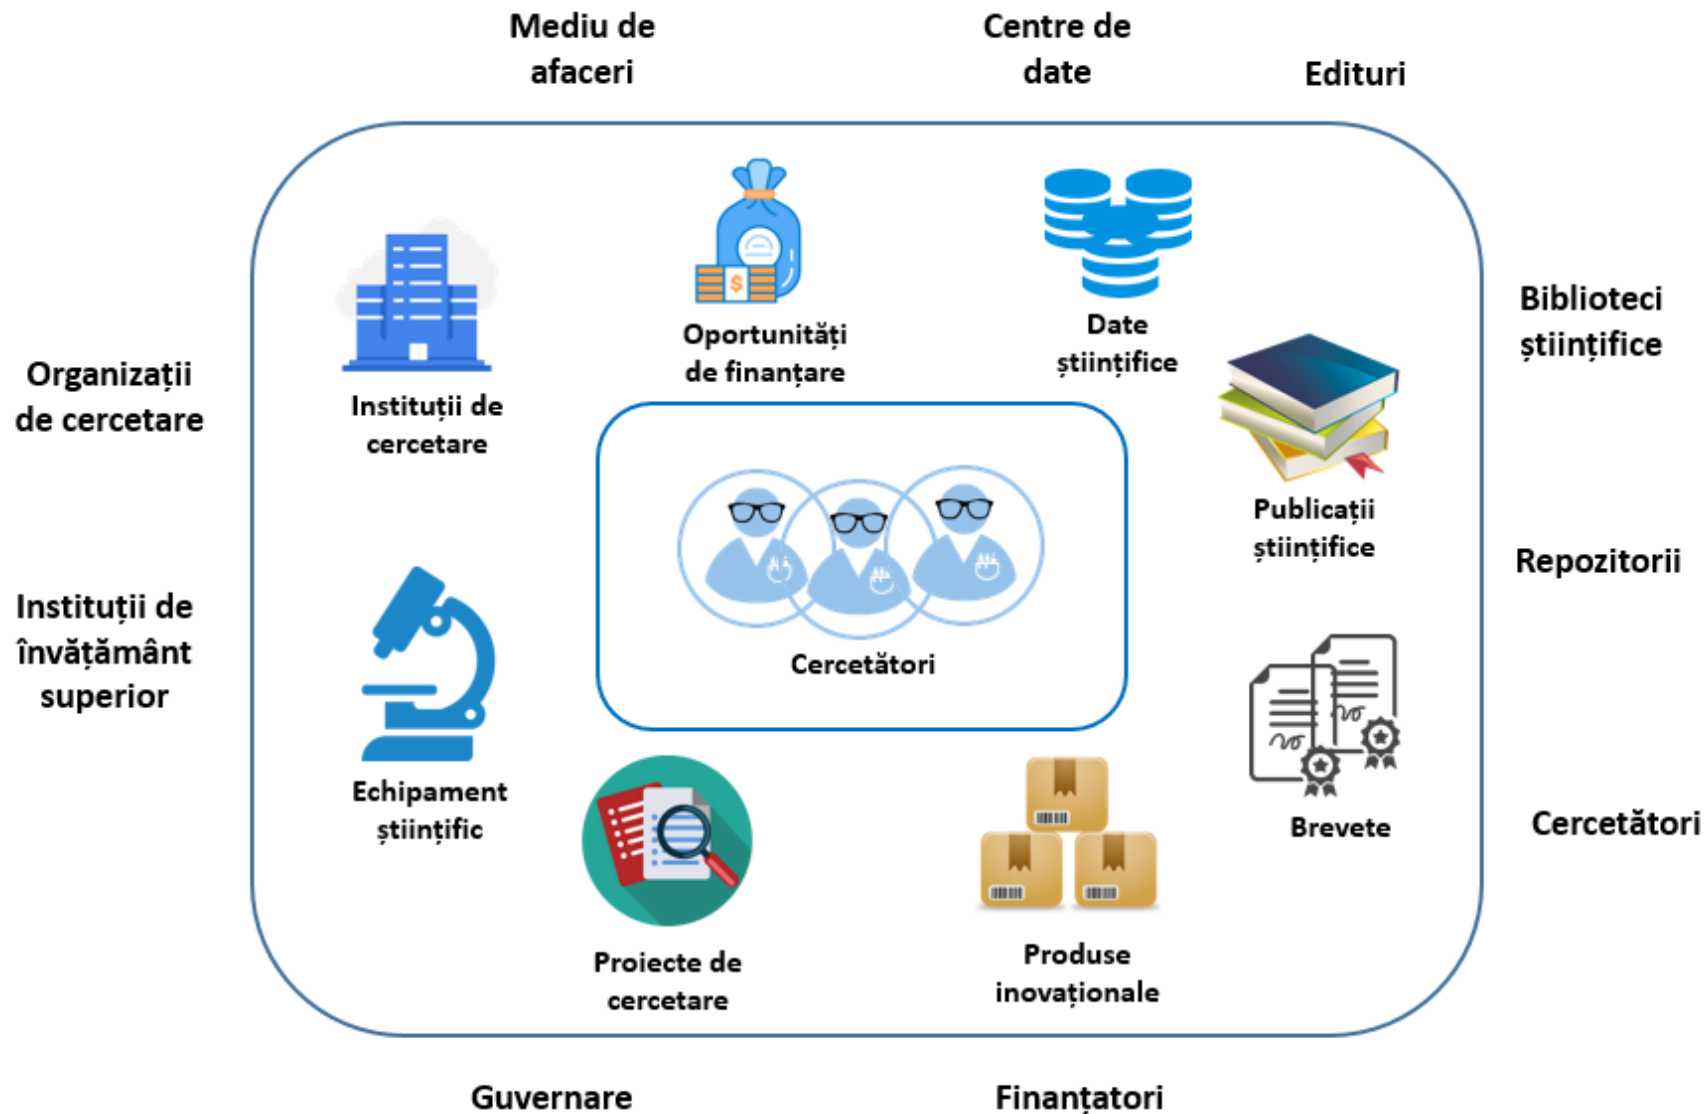 Mediu de
afaceri
Centre de
date
Edituri
Oportunități
de finanțare
Date
științifice
Biblioteci
științifice
Organizații
de cercetare
Instituții de
cercetare
Publicații
științifice
Repozitorii
Instituții de
învățământ
superior
Cercetători
Echipament
științific
Brevete
Cercetători
Proiecte de
cercetare
Produse
inovaționale
Guvernare
Finanțatori